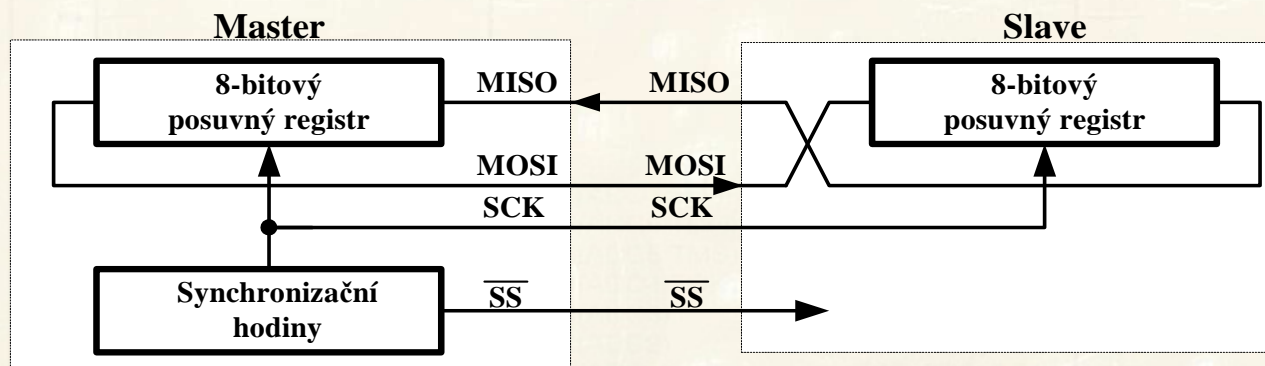 Master
Slave
8-bitový
posuvný registr
MISO
MISO
8-bitový
posuvný registr
MOSI
MOSI
SCK
SCK
Synchronizační
hodiny
SS
SS